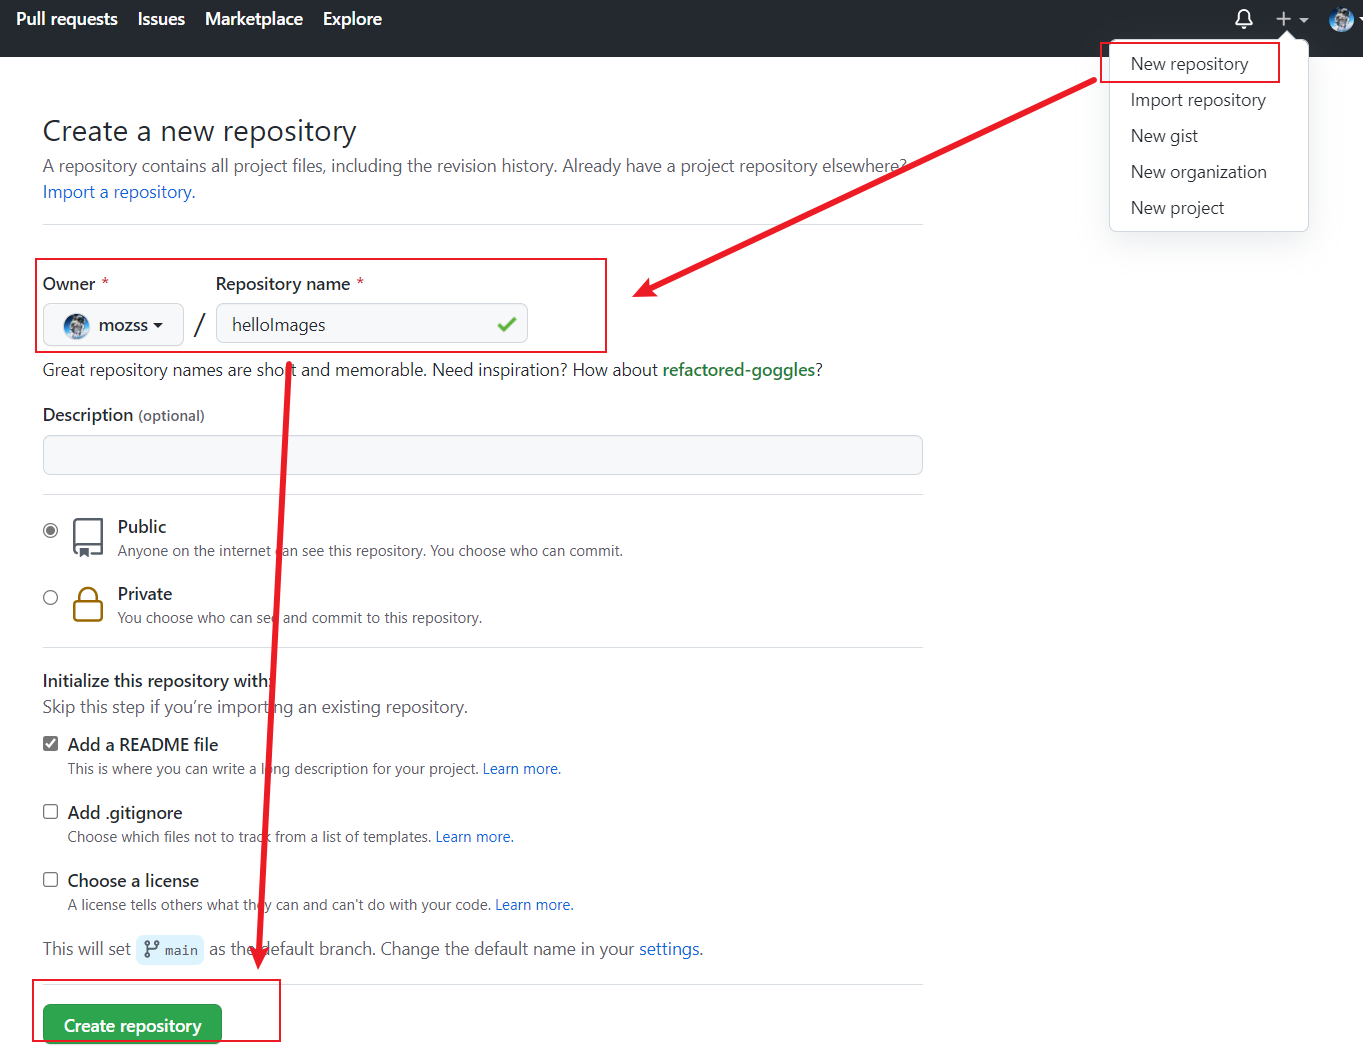 Pull requests Issues Marketplace Explore
New repository
Import repository
New gist
New organization
New project
Create a new repository
A repository contains all project files, including the revision history. Already have a project repository elsewhere?
Import a repository.
Owner * Repository name *
mozss / helloImages
Great repository names are short and memorable. Need inspiration? How about refactored-goggles?
Description (optional)
Public
Anyone on the internet can see this repository. You choose who can commit.
Private
You choose who can see and commit to this repository.
Initialize this repository with:
Skip this step if you’re importing an existing repository.
Add a README file
This is where you can write a long description for your project. Learn more.
Add .gitignore
Choose which files not to track from a list of templates. Learn more.
Choose a license
A license tells others what they can and can't do with your code. Learn more.
This will set main as the default branch. Change the default name in your settings.
Create repository